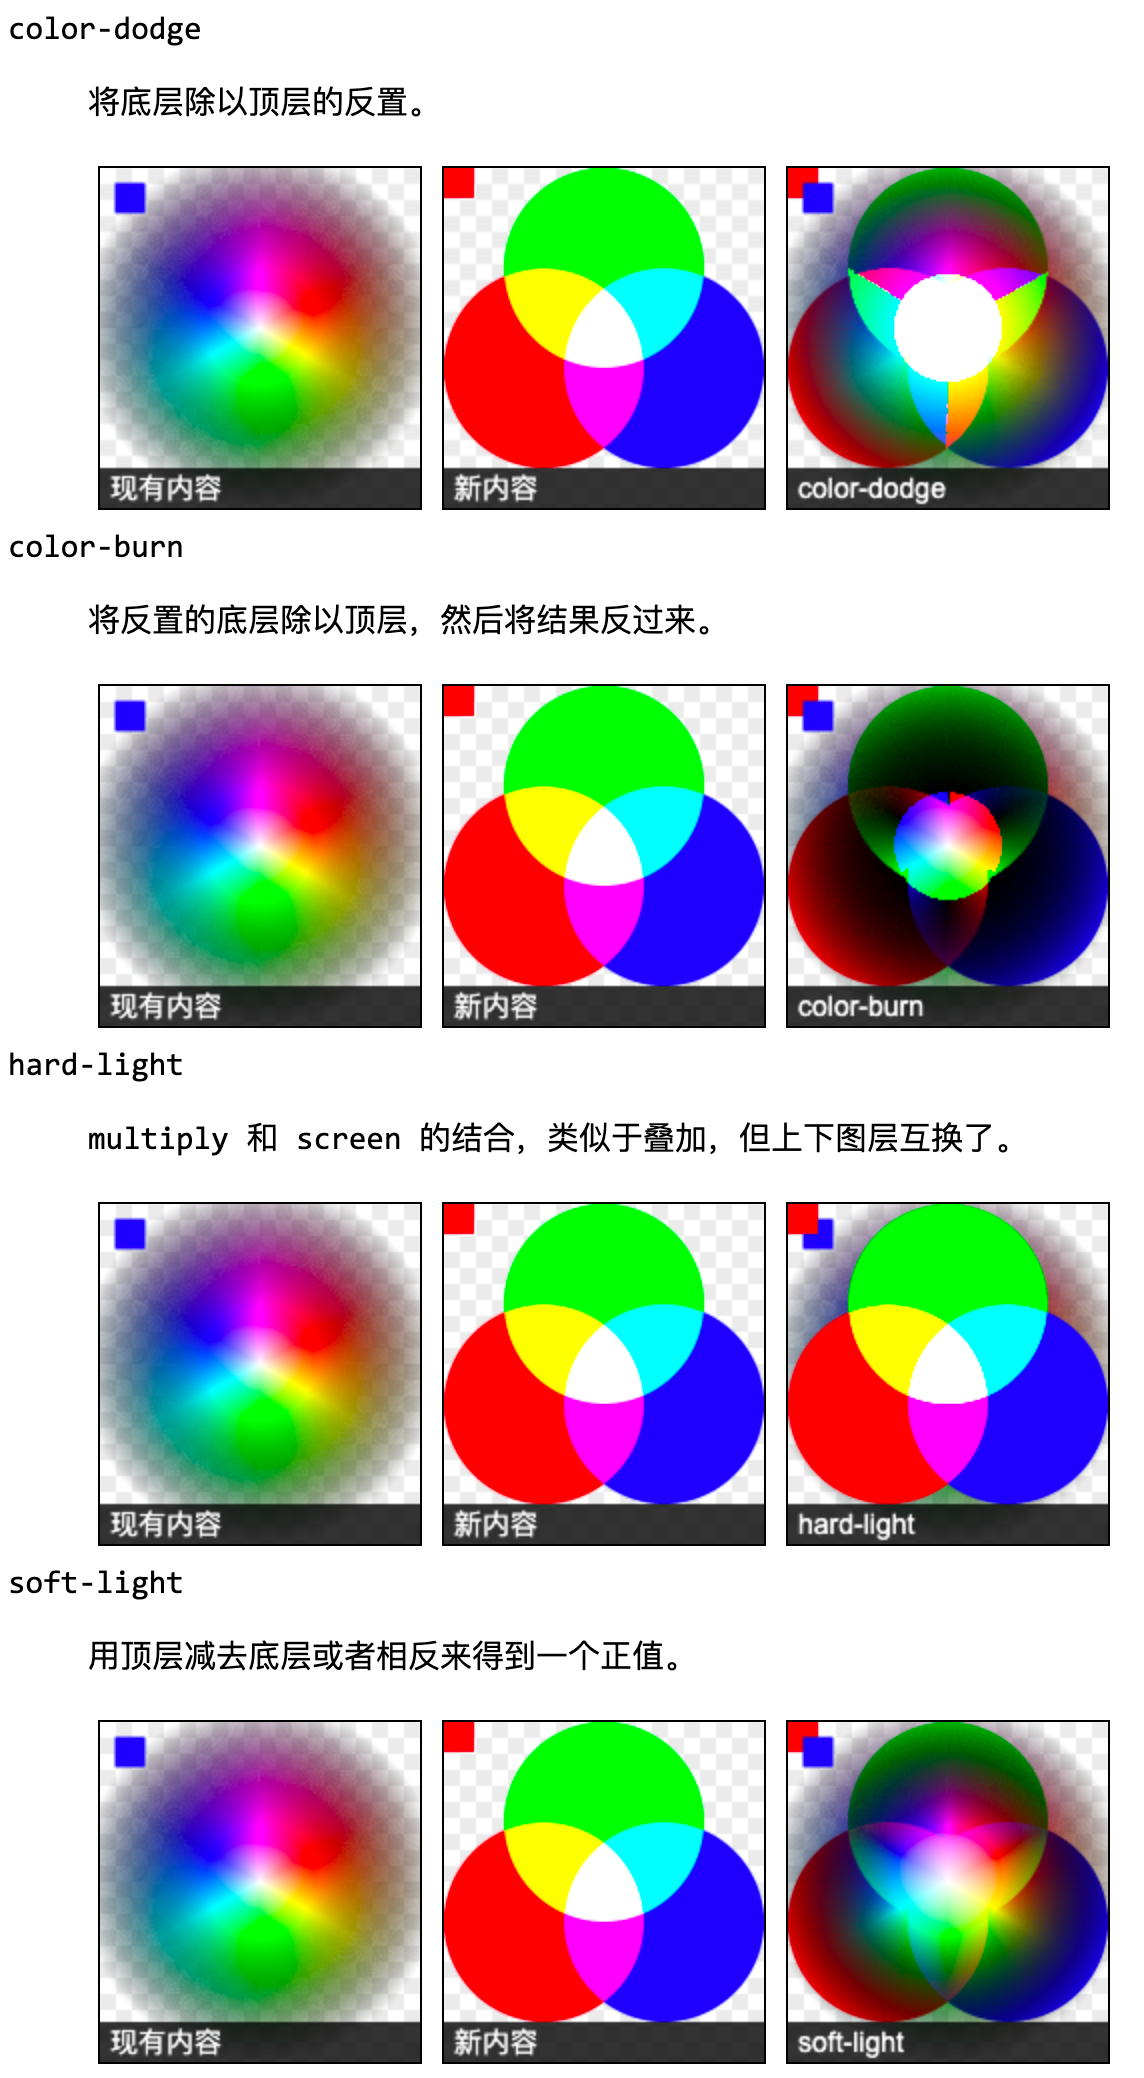 color-dodge
将底层除以顶层的反置。
现有内容 新内容 color-dodge
color-burn
将反置的底层除以顶层，然后将结果反过来。
现有内容 新内容 color-burn
hard-light
multiply 和 screen 的结合，类似于叠加，但上下图层互换了。
现有内容 新内容 hard-light
soft-light
用顶层减去底层或者相反来得到一个正值。
现有内容 新内容 soft-light